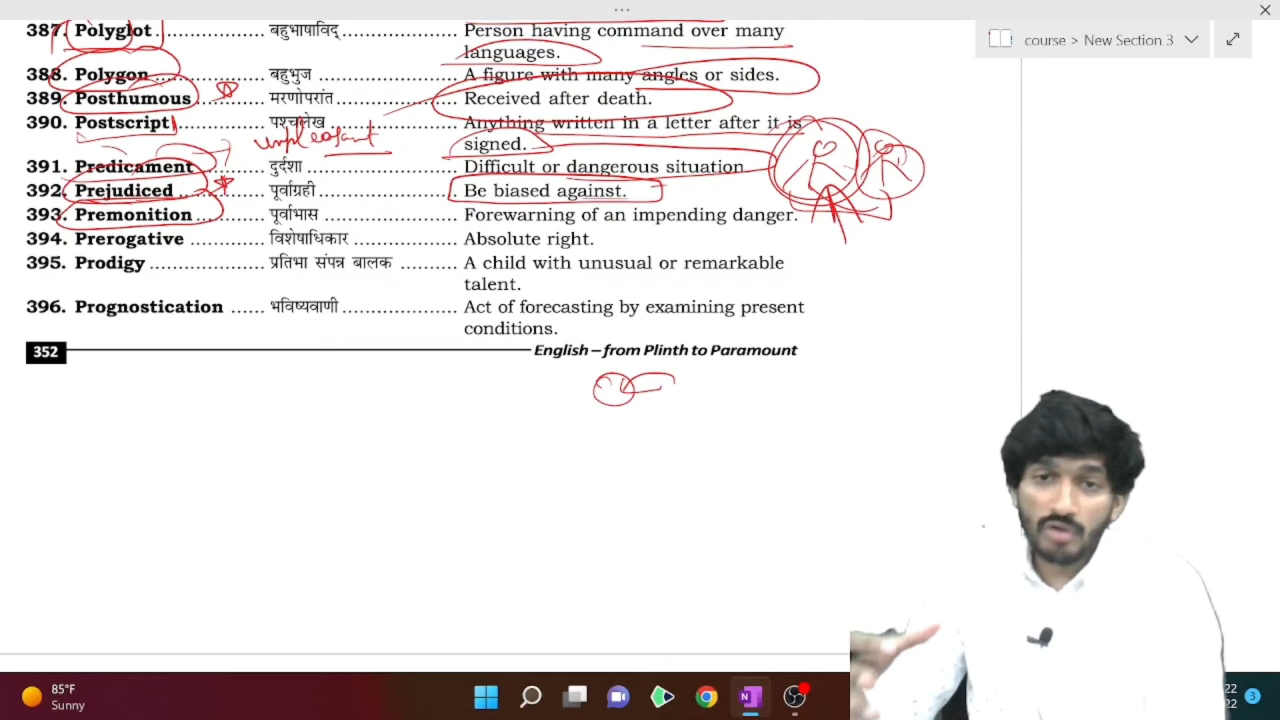 387. Polyglot .................. बहुभाषाविद् ..................... Person having command over many
languages.
388. Polygon .................... बहुभुज .......................... A figure with many angles or sides.
389. Posthumous ........... मरणोपरांत ..................... Received after death.
390. Postscript ................ पश्चलेख ........................ Anything written in a letter after it is
signed.
unpleasant
391. Predicament ........... दुर्दशा ............................ Difficult or dangerous situation
392. Prejudiced ............... पूर्वाग्रही ......................... Be biased against.
393. Premonition ............ पूर्वाभास ........................ Forewarning of an impending danger.
394. Prerogative ............. विशेषाधिकार .................. Absolute right.
395. Prodigy .................... प्रतिभा संपन्न बालक .......... A child with unusual or remarkable
talent.
396. Prognostication ...... भविष्यवाणी .................... Act of forecasting by examining present
conditions.
352 English – from Plinth to Paramount
course > New Section 3
85°F
Sunny
22
22
3